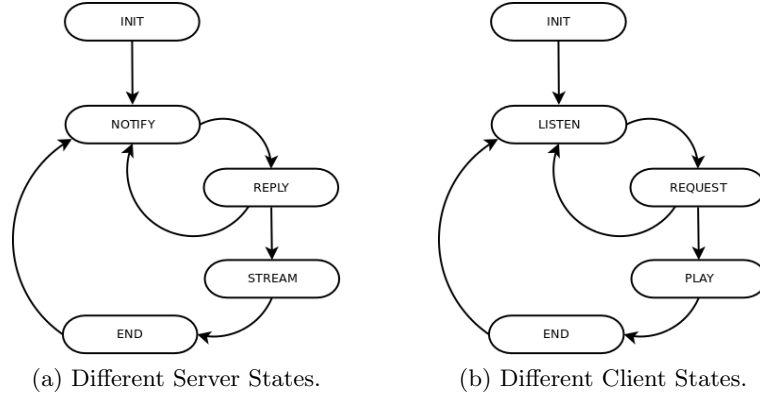 INIT
NOTIFY
REPLY
STREAM
END
(a) Different Server States.
INIT
LISTEN
REQUEST
PLAY
END
(b) Different Client States.